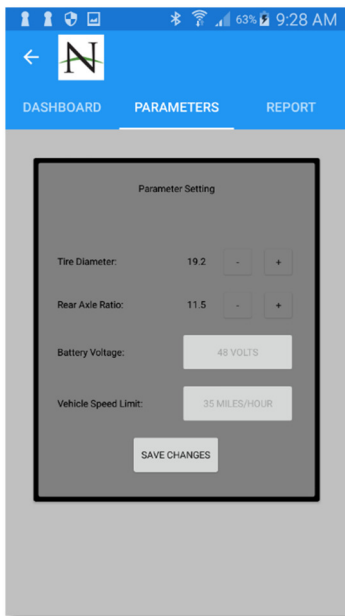 63% 9:28 AM
N
DASHBOARD PARAMETERS REPORT
Parameter Setting
Tire Diameter: 19.2 - +
Rear Axle Ratio: 11.5 - +
Battery Voltage: 48 VOLTS
Vehicle Speed Limit: 35 MILES/HOUR
SAVE CHANGES